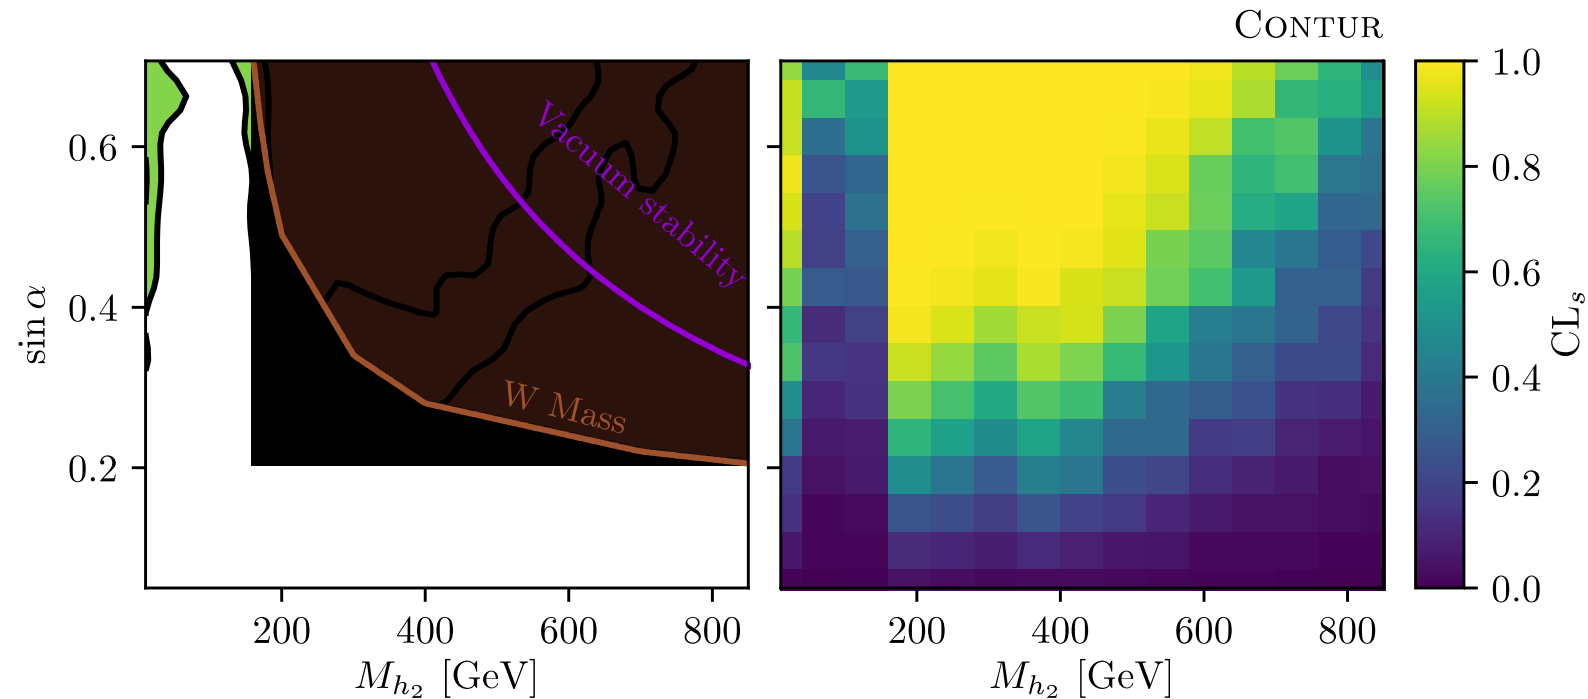 CONTUR
0.6
0.4
0.2
sin α
Vacuum stability
W Mass
200 400 600 800
M_{h_2} [GeV]
200 400 600 800
M_{h_2} [GeV]
1.0
0.8
0.6
0.4
0.2
0.0
CL_s